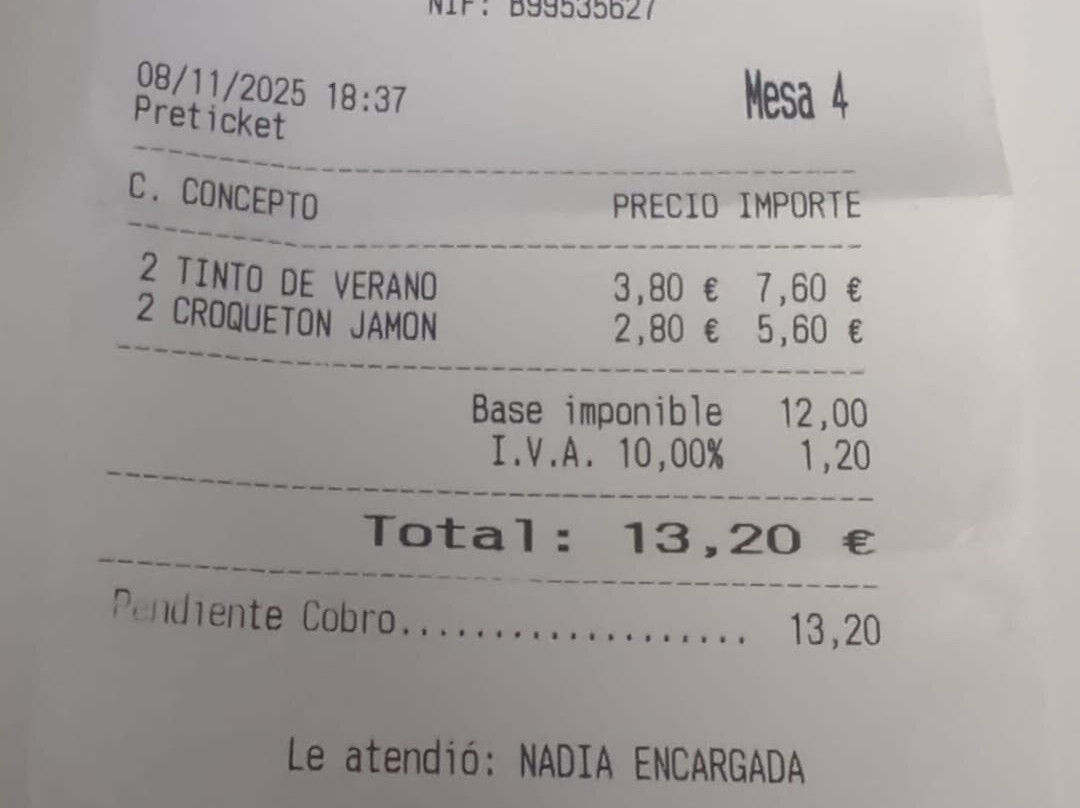 NIF: B99535627
08/11/2025 18:37 Mesa 4
Preticket
C. CONCEPTO PRECIO IMPORTE
2 TINTO DE VERANO 3,80 € 7,60 €
2 CROQUETON JAMON 2,80 € 5,60 €
Base imponible 12,00
I.V.A. 10,00% 1,20
Total: 13,20 €
Pendiente Cobro................... 13,20
Le atendió: NADIA ENCARGADA